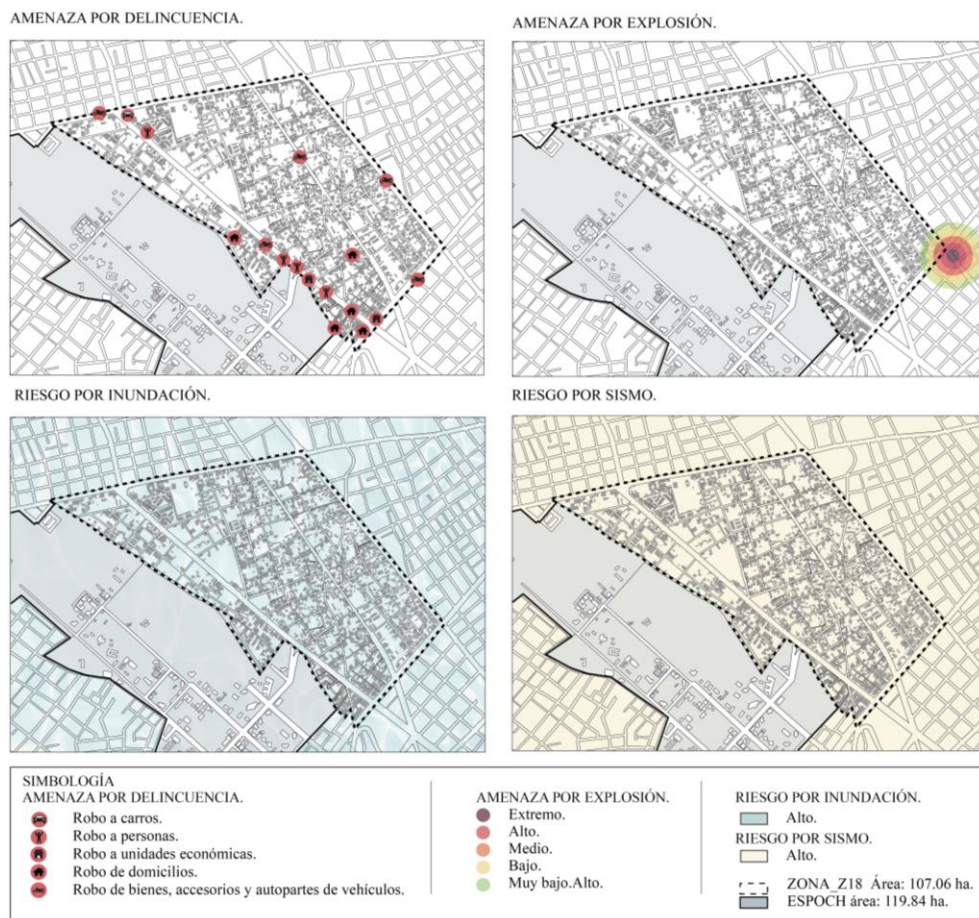 AMENAZA POR DELINCUENCIA.
AMENAZA POR EXPLOSIÓN.
RIESGO POR INUNDACIÓN.
RIESGO POR SISMO.
SIMBOLOGÍA
AMENAZA POR DELINCUENCIA.
Robo a carros.
Robo a personas.
Robo a unidades económicas.
Robo de domicilios.
Robo de bienes, accesorios y autopartes de vehículos.
AMENAZA POR EXPLOSIÓN.
Extremo.
Alto.
Medio.
Bajo.
Muy bajo.Alto.
RIESGO POR INUNDACIÓN.
Alto.
RIESGO POR SISMO.
Alto.
ZONA_Z18 Área: 107.06 ha.
ESPOCH área: 119.84 ha.